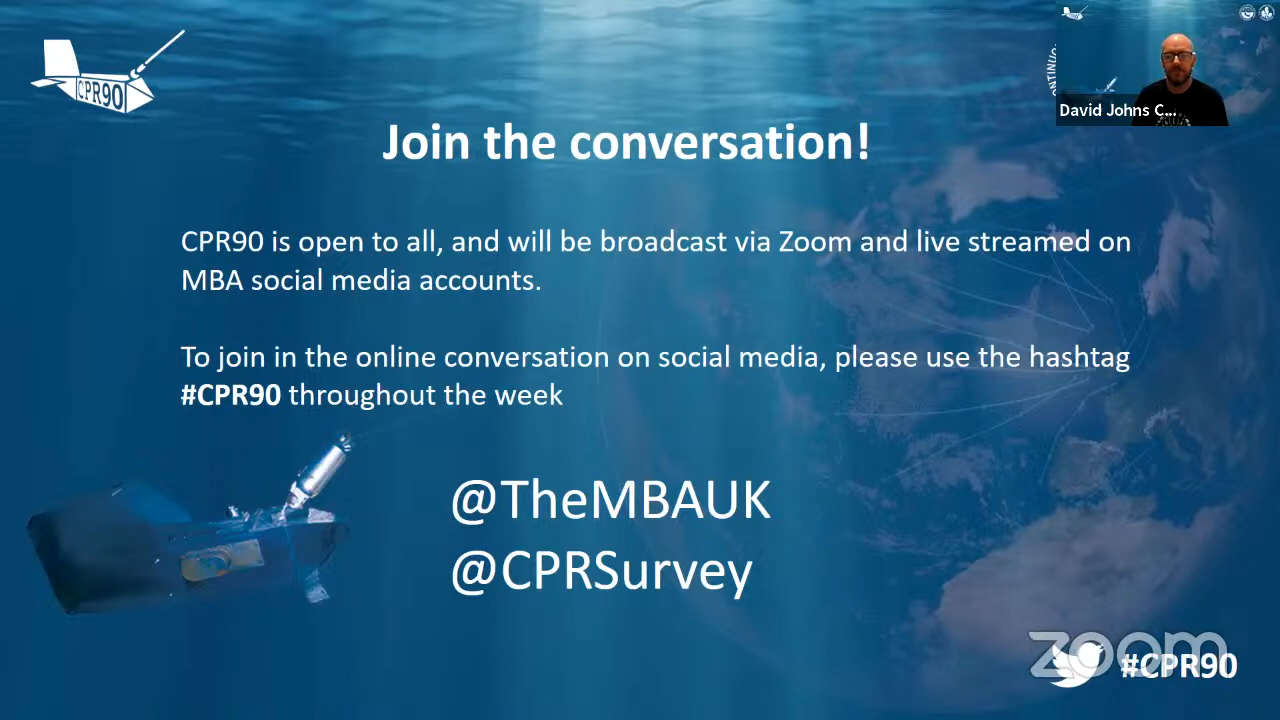 CPR90
NTINUO
David Johns C...
Join the conversation!
CPR90 is open to all, and will be broadcast via Zoom and live streamed on
MBA social media accounts.
To join in the online conversation on social media, please use the hashtag
#CPR90 throughout the week
@TheMBAUK
@CPRSurvey
zoom
#CPR90